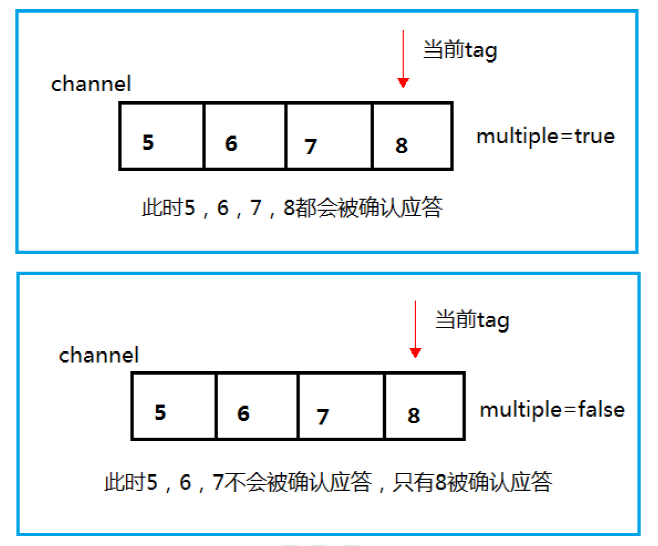 当前tag
channel
5 6 7 8 multiple=true
此时5，6，7，8都会被确认应答
当前tag
channel
5 6 7 8 multiple=false
此时5，6，7不会被确认应答，只有8被确认应答